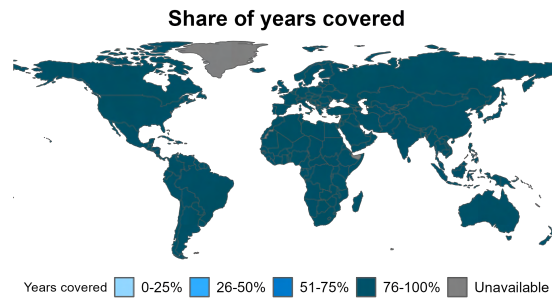 Share of years covered
Years covered 0-25% 26-50% 51-75% 76-100% Unavailable